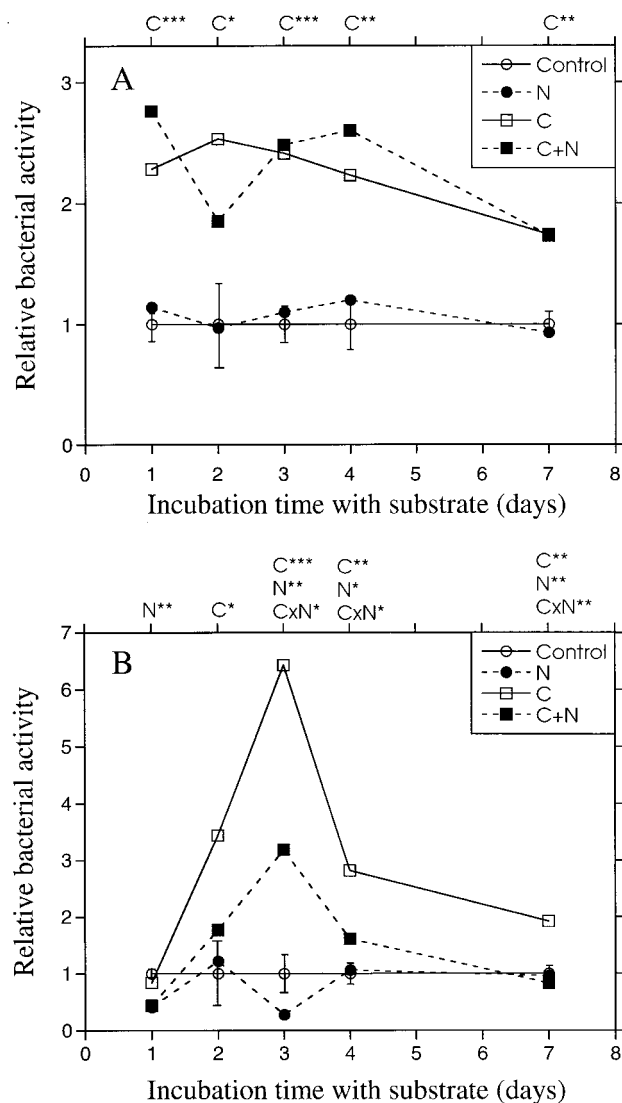 C*** C* C*** C** C**
A
Control
N
C
C+N
3
2
1
0
0 1 2 3 4 5 6 7 8
Relative bacterial activity
Incubation time with substrate (days)
C*** C** C**
N** N* N**
N** C* CxN* CxN* CxN**
B
Control
N
C
C+N
7
6
5
4
3
2
1
0
0 1 2 3 4 5 6 7 8
Relative bacterial activity
Incubation time with substrate (days)